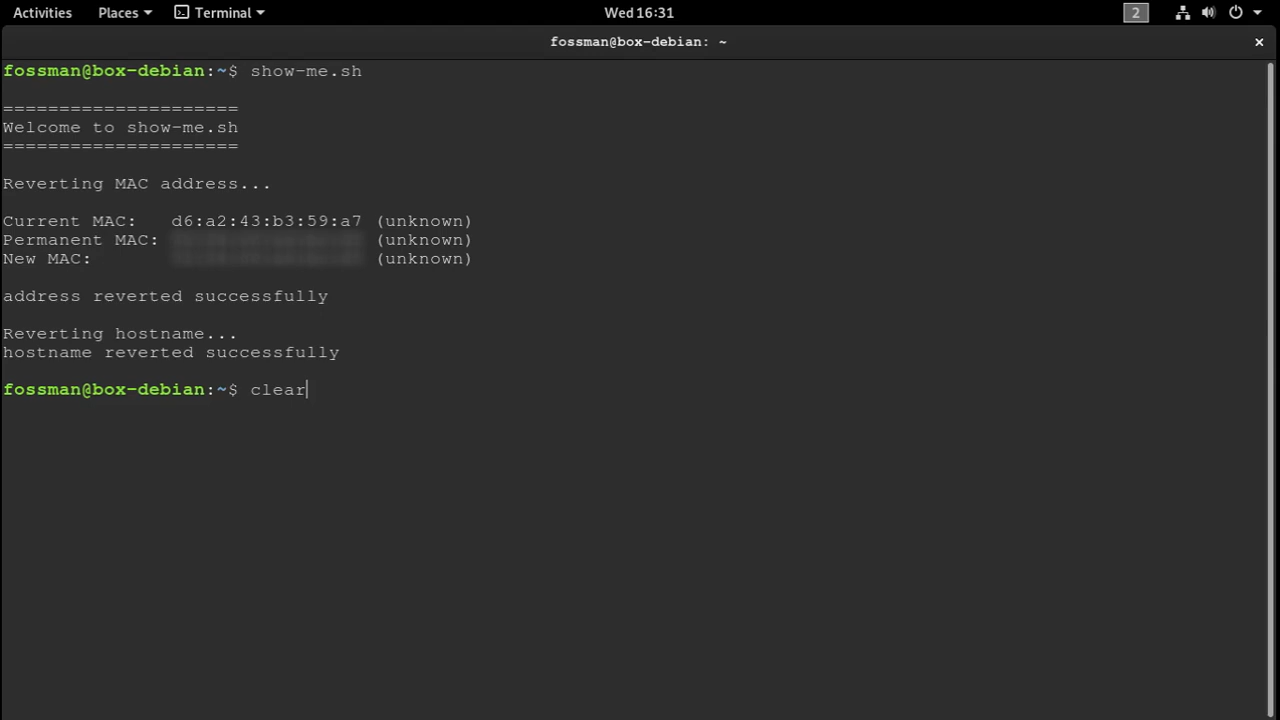 Activities Places Terminal Wed 16:31 2
fossman@box-debian: ~
fossman@box-debian:~$ show-me.sh
=====================
Welcome to show-me.sh
=====================
Reverting MAC address...
Current MAC: d6:a2:43:b3:59:a7 (unknown)
Permanent MAC: (unknown)
New MAC: (unknown)
address reverted successfully
Reverting hostname...
hostname reverted successfully
fossman@box-debian:~$ clear